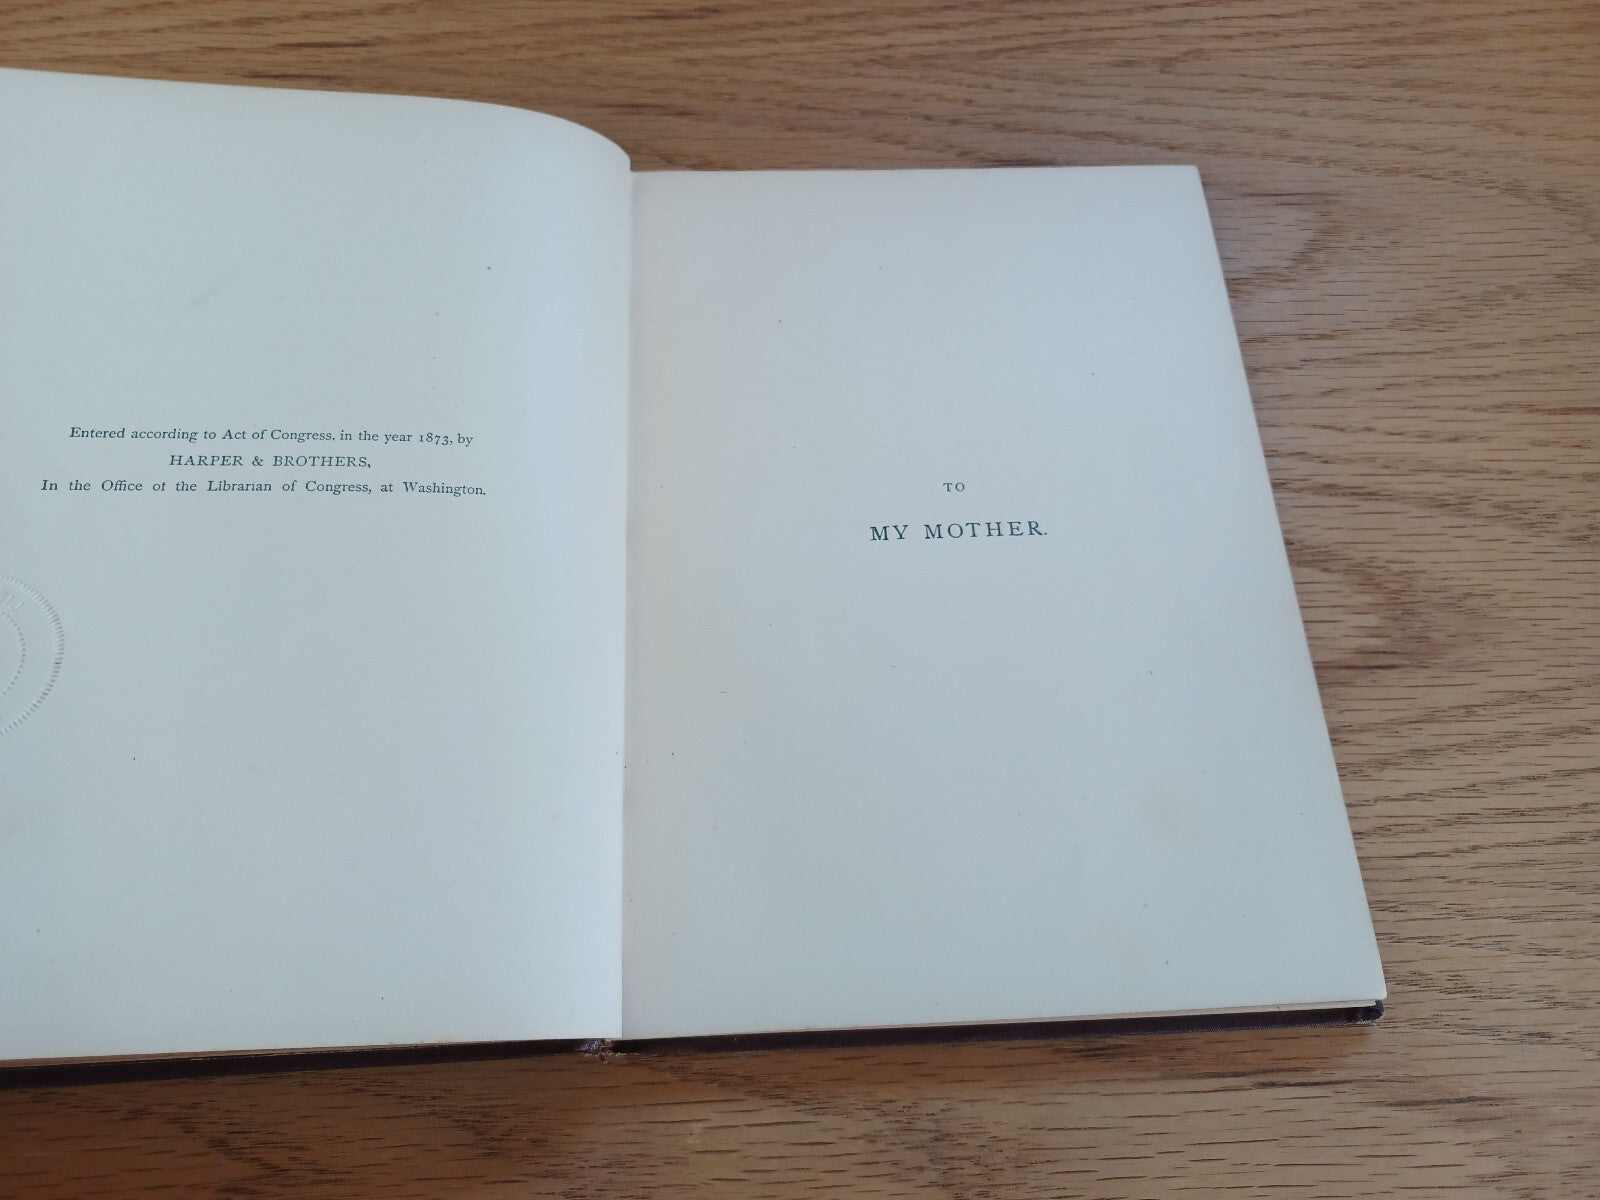 Entered according to Act of Congress, in the year 1873, by
HARPER & BROTHERS,
In the Office of the Librarian of Congress, at Washington.
TO
MY MOTHER.